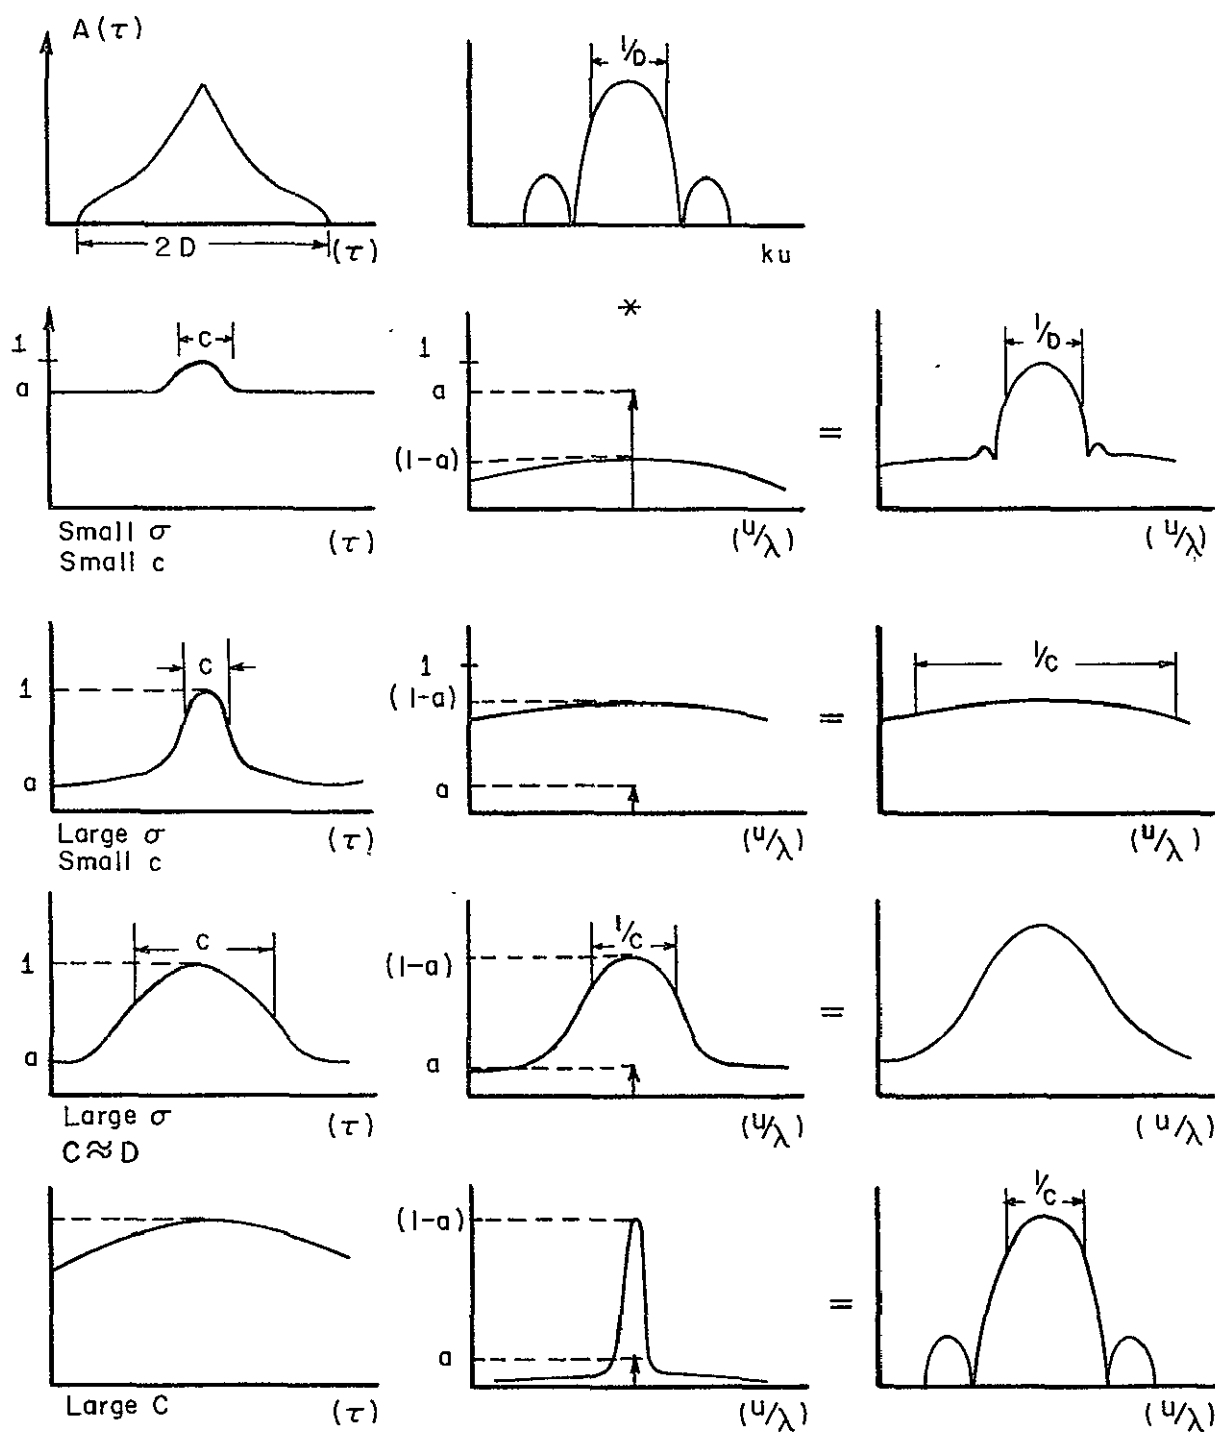 A(τ)
1/D
2D
(τ)
ku
*
1
C
a
(τ)
Small σ
Small c
1
a
(1-a)
(u/λ)
=
1/D
(u/λ)
1
C
a
(τ)
Large σ
Small c
1
(1-a)
a
(u/λ)
=
1/C
(u/λ)
1
C
a
(τ)
Large σ
C≈D
(1-a)
1/C
a
(u/λ)
=
(u/λ)
Large C
(τ)
(1-a)
a
(u/λ)
=
1/C
(u/λ)